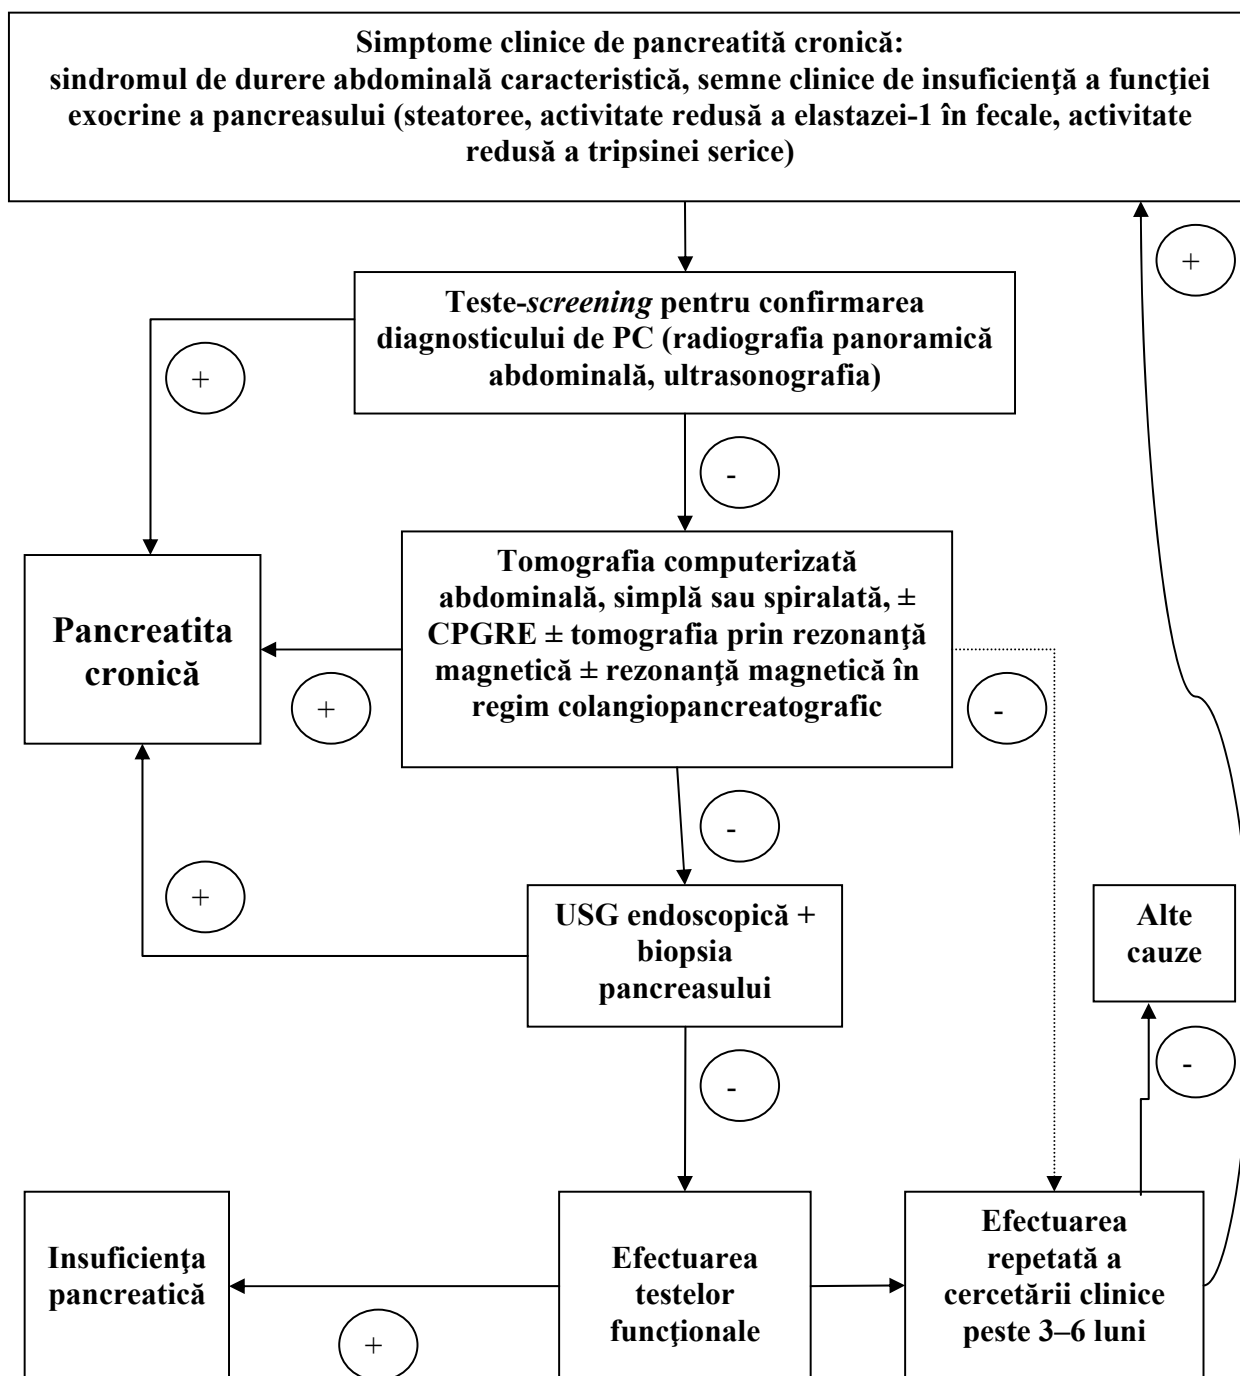 Simptome clinice de pancreatită cronică:
sindromul de durere abdominală caracteristică, semne clinice de insuficienţă a funcţiei
exocrine a pancreasului (steatoree, activitate redusă a elastazei-1 în fecale, activitate
redusă a tripsinei serice)
+
Teste-screening pentru confirmarea
diagnosticului de PC (radiografia panoramică
abdominală, ultrasonografia)
+
-
Tomografia computerizată
abdominală, simplă sau spiralată, ±
CPGRE ± tomografia prin rezonanţă
magnetică ± rezonanţă magnetică în
regim colangiopancreatografic
Pancreatita
cronică
+
-
-
+
USG endoscopică +
biopsia
pancreasului
Alte
cauze
-
-
Insuficienţa
pancreatică
Efectuarea
testelor
funcţionale
Efectuarea
repetată a
cercetării clinice
peste 3–6 luni
+